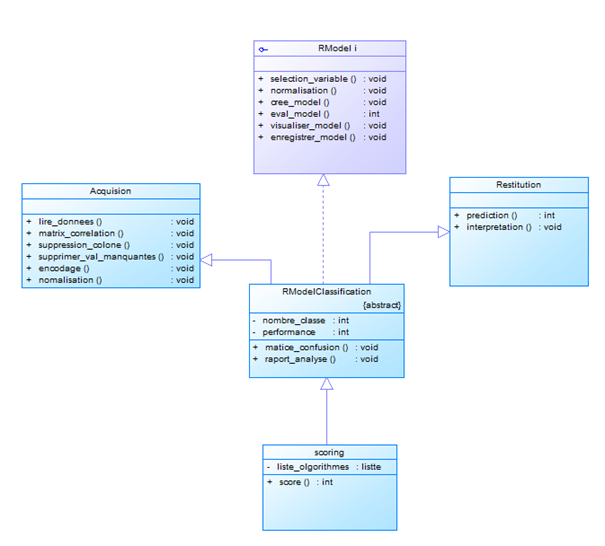 RModel i
+ selection_variable () : void
+ normalisation () : void
+ cree_model () : void
+ eval_model () : int
+ visualiser_model () : void
+ enregistrer_model () : void
Acquision
+ lire_donnees () : void
+ matrix_correlation () : void
+ suppression_colone () : void
+ supprimer_val_manquantes () : void
+ encodage () : void
+ nomalisation () : void
Restitution
+ prediction () : int
+ interpretation () : void
RModelClassification
{abstract}
- nombre_classe : int
- performance : int
+ matice_confusion () : void
+ raport_analyse () : void
scoring
- liste_olgorithmes : listte
+ score () : int